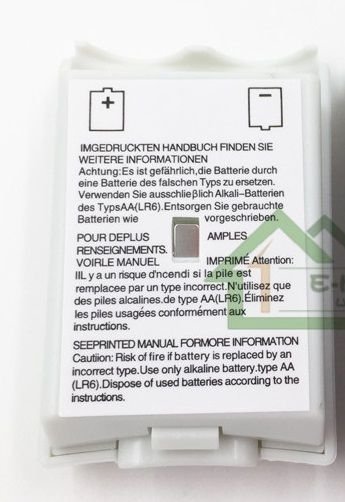 +
-
IMGEDRUCKTEN HANDBUCH FINDEN SIE
WEITERE INFORMATIONEN
Achtung:Es ist gefährlich,die Batterie durch
eine Batterie des falschen Typs zu ersetzen.
Verwenden Sie ausschlieβlich Alkali-Batterien
des TypsAA(LR6).Entsorgen Sie gebrauchte
Batterien wie vorgeschrieben.
POUR DEPLUS AMPLES
RENSEIGNEMENTS.
VOIRLE MANUEL IMPRIMÉ Attention:
IIL y a un risque d'ncendi si la pile est
remplacee par un type incorrect.N'utilisez que
des piles alcalines.de type AA(LR6).Éliminez
les piles usagées conformément aux
instructions.
SEEPRINTED MANUAL FORMORE INFORMATION
Cautiion: Risk of fire if battery is replaced by an
incorrect type.Use only alkaline battery.type AA
(LR6).Dispose of used batteries according to the
instructions.